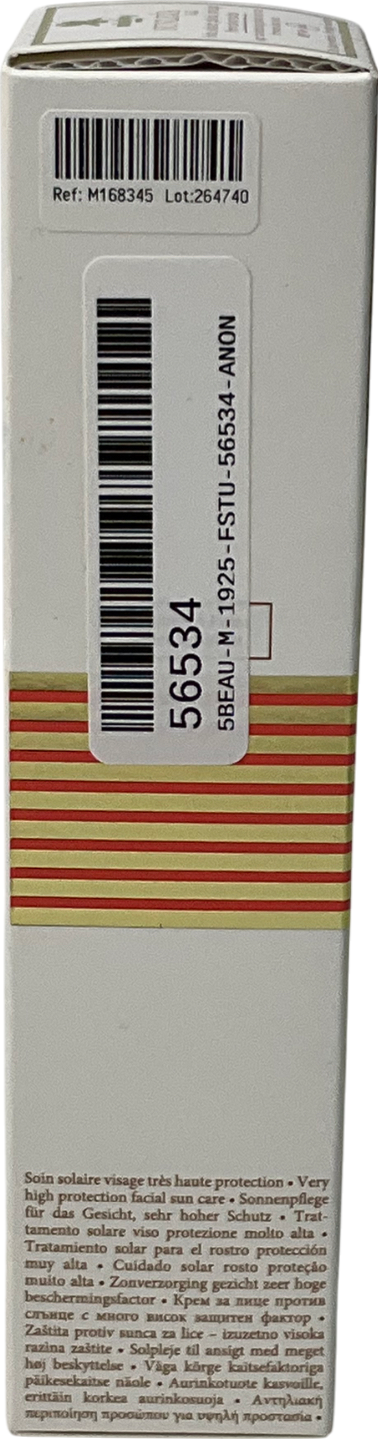 Ref: M168345 Lot:264740
56534
5BEAU-M-1925-FSTU-56534-ANON
Soin solaire visage très haute protection • Very
high protection facial sun care • Sonnenpflege
für das Gesicht, sehr hoher Schutz • Trat-
tamento solare viso protezione molto alta •
Tratamiento solar para el rostro protección
muy alta • Cuidado solar rosto proteção
muito alta • Zonverzorging gezicht zeer hoge
beschermingsfactor • Крем за лице против
слънце с много висок защитен фактор •
Zaštita protiv sunca za lice – izuzetno visoka
razina zaštite • Solpleje til ansigt med meget
høj beskyttelse • Väga kõrge kaitsefaktoriga
päikesekaitse näole • Aurinkotuote kasvoille,
erittäin korkea aurinkosuoja • Αντηλιακή
περιποίηση προσώπου για υψηλή προστασία •